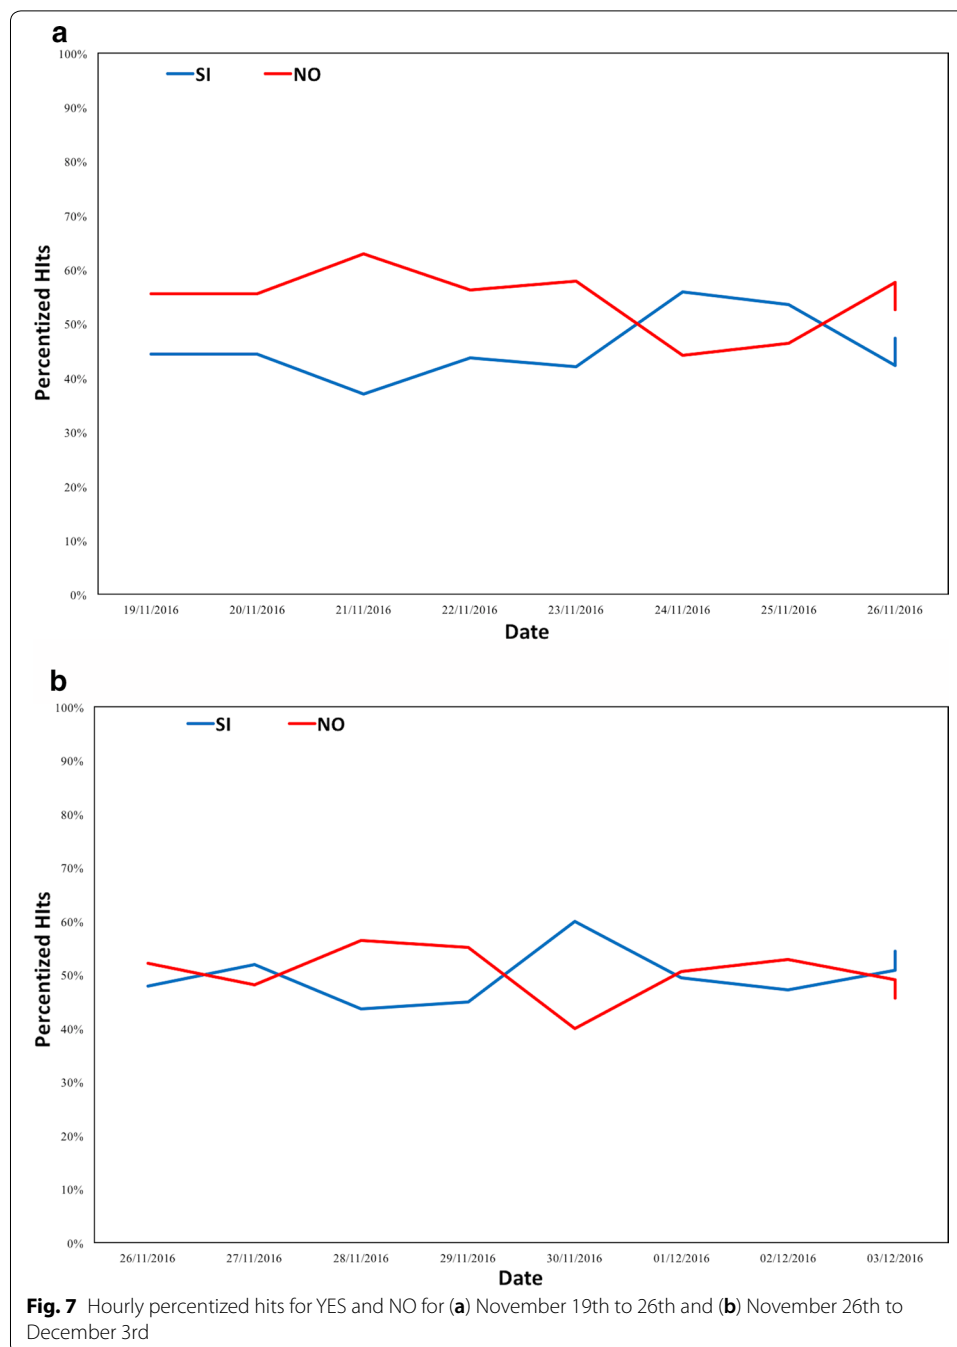 a
100%
SI NO
90%
80%
70%
60%
50%
40%
30%
20%
10%
0%
Percentized HIts
19/11/2016 20/11/2016 21/11/2016 22/11/2016 23/11/2016 24/11/2016 25/11/2016 26/11/2016
Date
b
100%
SI NO
90%
80%
70%
60%
50%
40%
30%
20%
10%
0%
Percentized HIts
26/11/2016 27/11/2016 28/11/2016 29/11/2016 30/11/2016 01/12/2016 02/12/2016 03/12/2016
Date
Fig. 7 Hourly percentized hits for YES and NO for (a) November 19th to 26th and (b) November 26th to
December 3rd